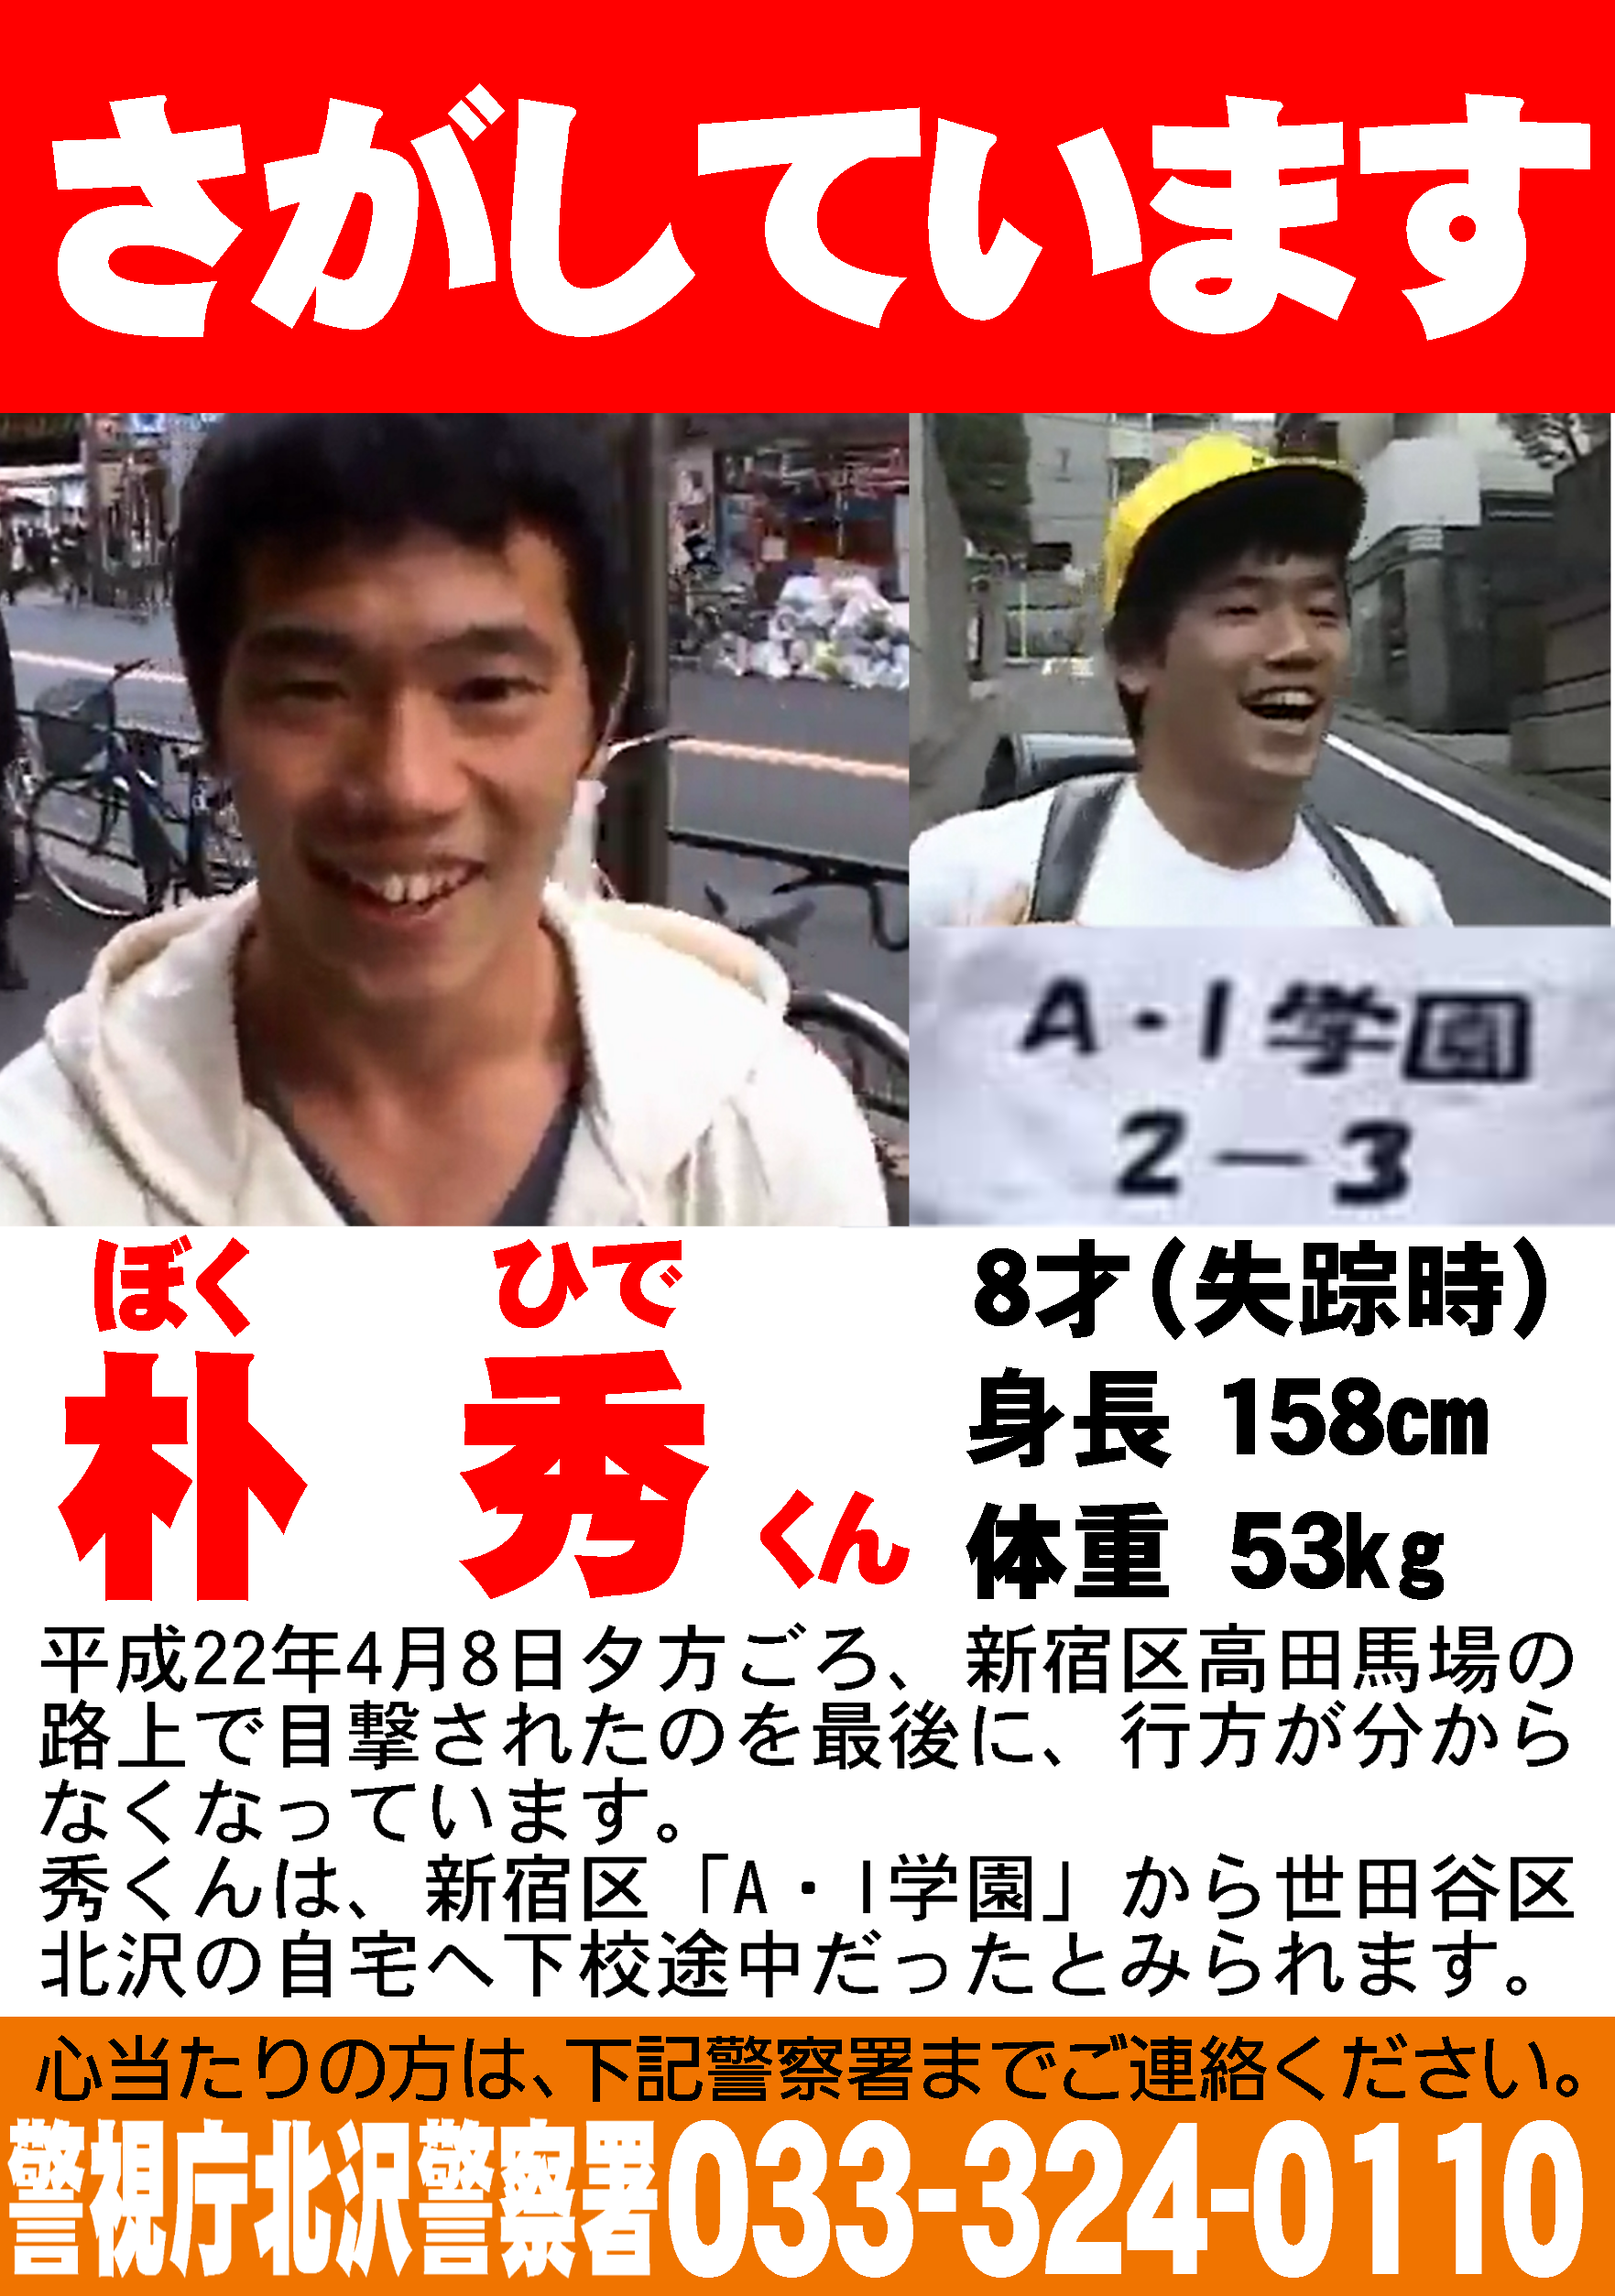 さがしています
A・I学園
2－3
ぼく ひで
朴 秀くん
8才(失踪時)
身長 158cm
体重 53kg
平成22年4月8日夕方ごろ、新宿区高田馬場の
路上で目撃されたのを最後に、行方が分から
なくなっています。
秀くんは、新宿区「A・I学園」から世田谷区
北沢の自宅へ下校途中だったとみられます。
心当たりの方は、下記警察署までご連絡ください。
警視庁北沢警察署033-324-0110